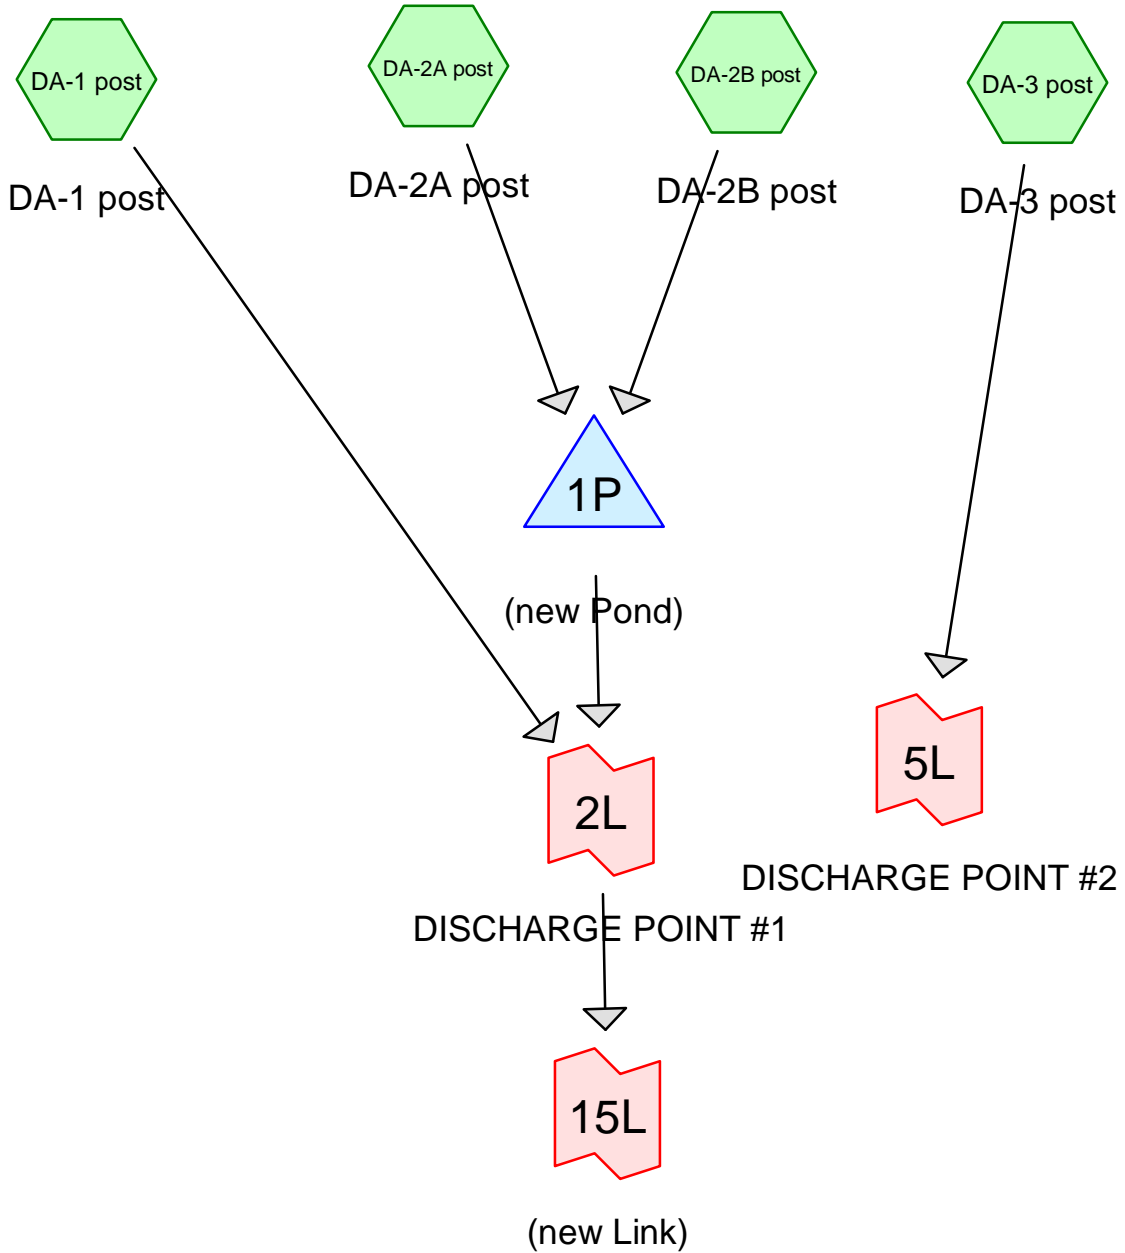 DA-1 post
DA-2A post
DA-2B post
DA-3 post
DA-1 post
DA-2A post
DA-2B post
DA-3 post
1P
(new Pond)
2L
5L
DISCHARGE POINT #2
DISCHARGE POINT #1
15L
(new Link)